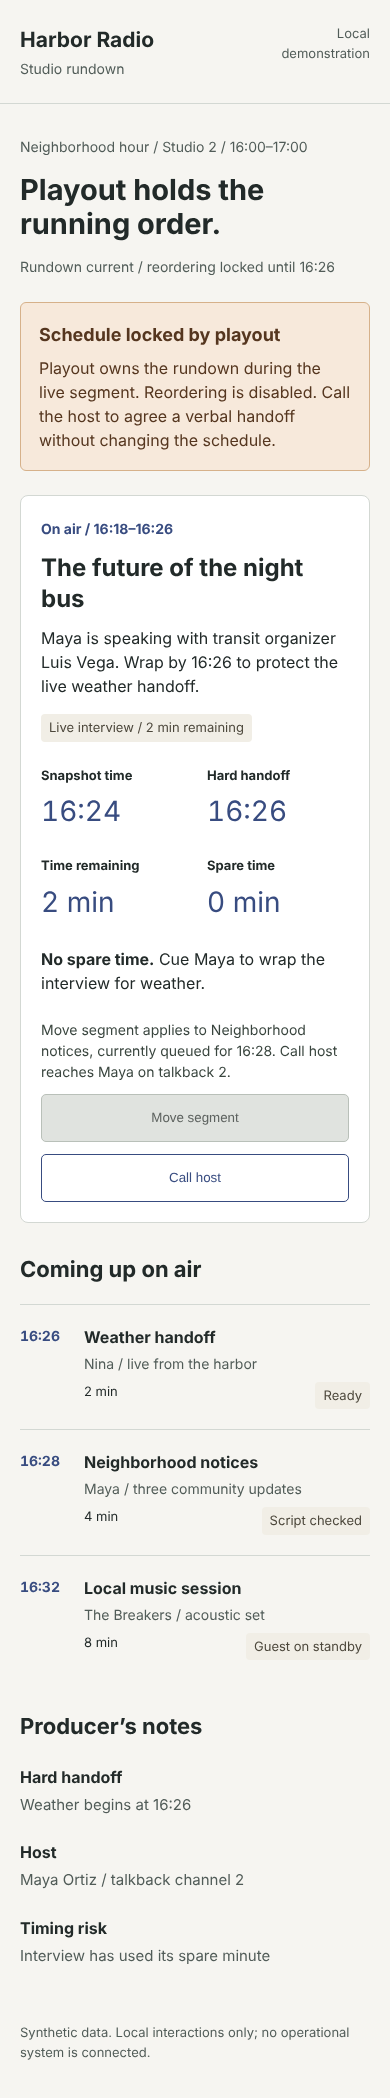 Harbor Radio
Local
demonstration
Studio rundown
Neighborhood hour / Studio 2 / 16:00–17:00
Playout holds the
running order.
Rundown current / reordering locked until 16:26
Schedule locked by playout
Playout owns the rundown during the
live segment. Reordering is disabled. Call
the host to agree a verbal handoff
without changing the schedule.
On air / 16:18–16:26
The future of the night
bus
Maya is speaking with transit organizer
Luis Vega. Wrap by 16:26 to protect the
live weather handoff.
Live interview / 2 min remaining
Snapshot time
16:24
Hard handoff
16:26
Time remaining
2 min
Spare time
0 min
No spare time. Cue Maya to wrap the
interview for weather.
Move segment applies to Neighborhood
notices, currently queued for 16:28. Call host
reaches Maya on talkback 2.
Move segment
Call host
Coming up on air
16:26
Weather handoff
Nina / live from the harbor
2 min
Ready
16:28
Neighborhood notices
Maya / three community updates
4 min
Script checked
16:32
Local music session
The Breakers / acoustic set
8 min
Guest on standby
Producer’s notes
Hard handoff
Weather begins at 16:26
Host
Maya Ortiz / talkback channel 2
Timing risk
Interview has used its spare minute
Synthetic data. Local interactions only; no operational
system is connected.